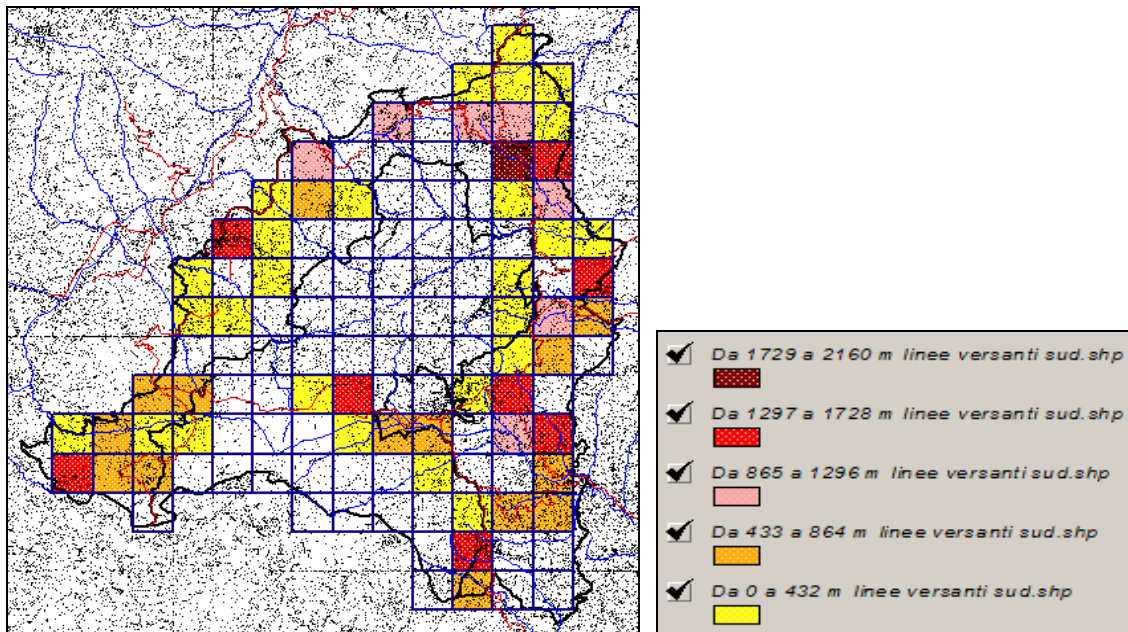 Da 1729 a 2160 m linee versanti sud.shp
Da 1297 a 1728 m linee versanti sud.shp
Da 865 a 1296 m linee versanti sud.shp
Da 433 a 864 m linee versanti sud.shp
Da 0 a 432 m linee versanti sud.shp